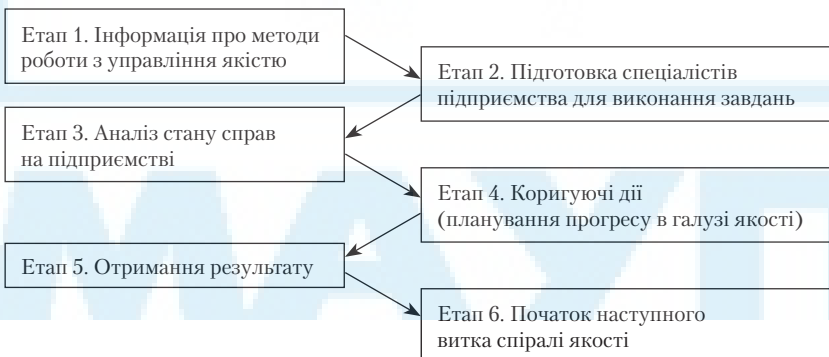 Етап 1. Інформація про методи
роботи з управління якістю
Етап 2. Підготовка спеціалістів
підприємства для виконання завдань
Етап 3. Аналіз стану справ
на підприємстві
Етап 4. Коригуючі дії
(планування прогресу в галузі якості)
Етап 5. Отримання результату
Етап 6. Початок наступного
витка спіралі якості
МАУП